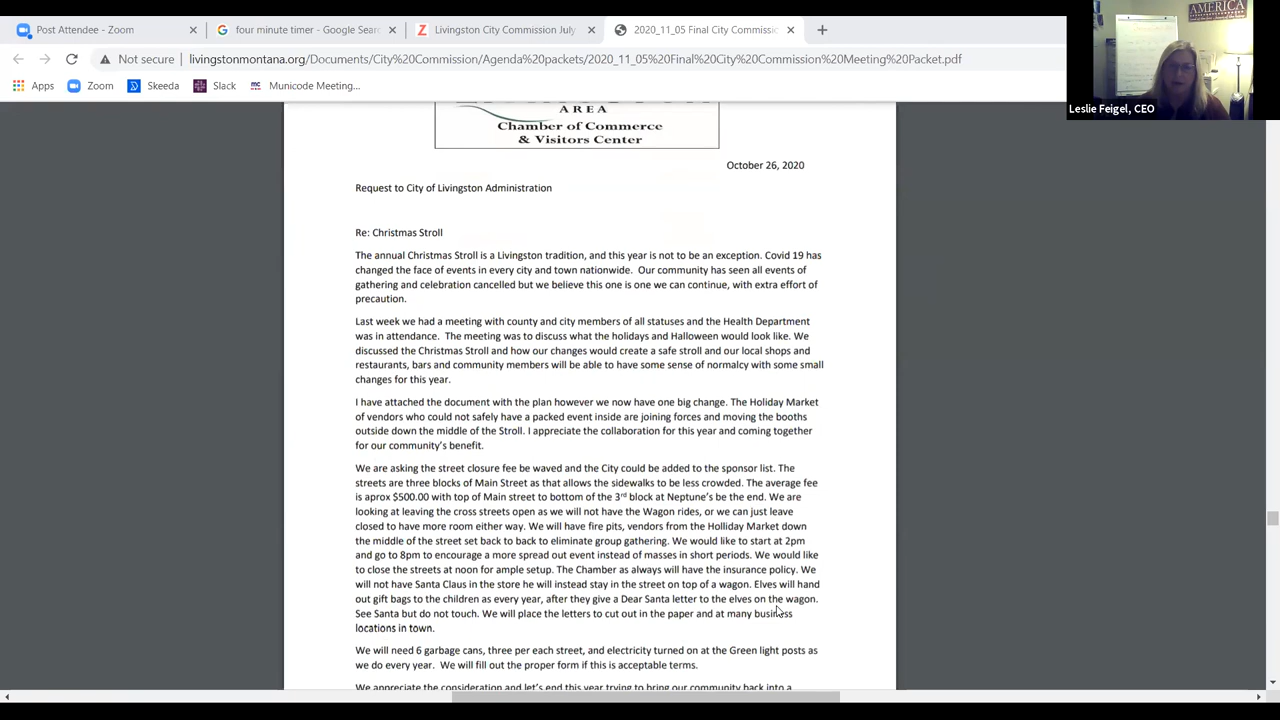 Post Attendee - Zoom
four minute timer - Google Sear
Livingston City Commission July
2020_11_05 Final City Commissio
Not secure
livingstonmontana.org/Documents/City%20Commission/Agenda%20packets/2020_11_05%20Final%20City%20Commission%20Meeting%20Packet.pdf
Apps
Zoom
Skeeda
Slack
Municode Meeting...
AMERICA
Leslie Feigel, CEO
AREA
Chamber of Commerce
& Visitors Center
October 26, 2020
Request to City of Livingston Administration
Re: Christmas Stroll
The annual Christmas Stroll is a Livingston tradition, and this year is not to be an exception. Covid 19 has
changed the face of events in every city and town nationwide. Our community has seen all events of
gathering and celebration cancelled but we believe this one is one we can continue, with extra effort of
precaution.
Last week we had a meeting with county and city members of all statuses and the Health Department
was in attendance. The meeting was to discuss what the holidays and Halloween would look like. We
discussed the Christmas Stroll and how our changes would create a safe stroll and our local shops and
restaurants, bars and community members will be able to have some sense of normalcy with some small
changes for this year.
I have attached the document with the plan however we now have one big change. The Holiday Market
of vendors who could not safely have a packed event inside are joining forces and moving the booths
outside down the middle of the Stroll. I appreciate the collaboration for this year and coming together
for our community's benefit.
We are asking the street closure fee be waved and the City could be added to the sponsor list. The
streets are three blocks of Main Street as that allows the sidewalks to be less crowded. The average fee
is aprox $500.00 with top of Main street to bottom of the 3rd block at Neptune's be the end. We are
looking at leaving the cross streets open as we will not have the Wagon rides, or we can just leave
closed to have more room either way. We will have fire pits, vendors from the Holliday Market down
the middle of the street set back to back to eliminate group gathering. We would like to start at 2pm
and go to 8pm to encourage a more spread out event instead of masses in short periods. We would like
to close the streets at noon for ample setup. The Chamber as always will have the insurance policy. We
will not have Santa Claus in the store he will instead stay in the street on top of a wagon. Elves will hand
out gift bags to the children as every year, after they give a Dear Santa letter to the elves on the wagon.
See Santa but do not touch. We will place the letters to cut out in the paper and at many business
locations in town.
We will need 6 garbage cans, three per each street, and electricity turned on at the Green light posts as
we do every year. We will fill out the proper form if this is acceptable terms.
We appreciate the consideration and let's end this year trying to bring our community back into a